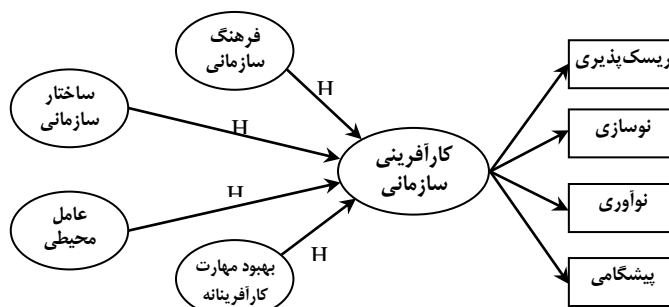 فرهنگ
سازمانی
H
ریسک‌پذیری
ساختار
سازمانی
H
نوسازی
کارآفرینی
سازمانی
عامل
محیطی
H
نوآوری
بهبود مهارت
کارآفرینانه
H
پیشگامی